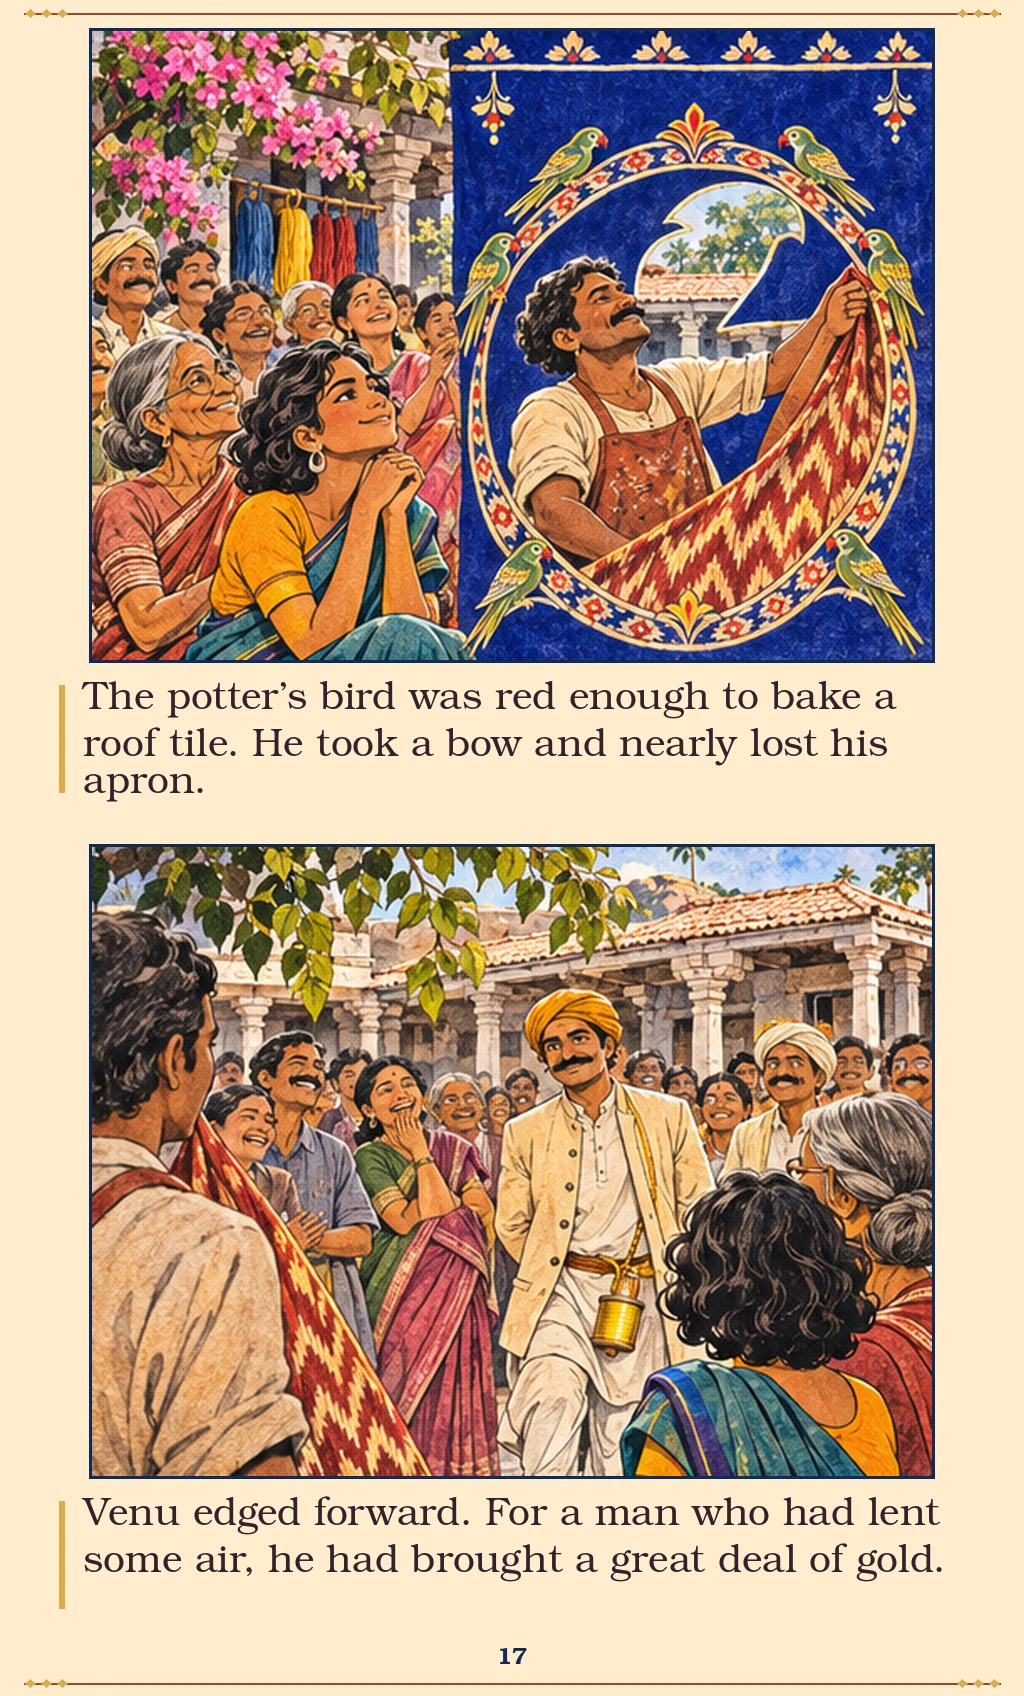 The potter’s bird was red enough to bake a
roof tile. He took a bow and nearly lost his
apron.
Venu edged forward. For a man who had lent
some air, he had brought a great deal of gold.
17